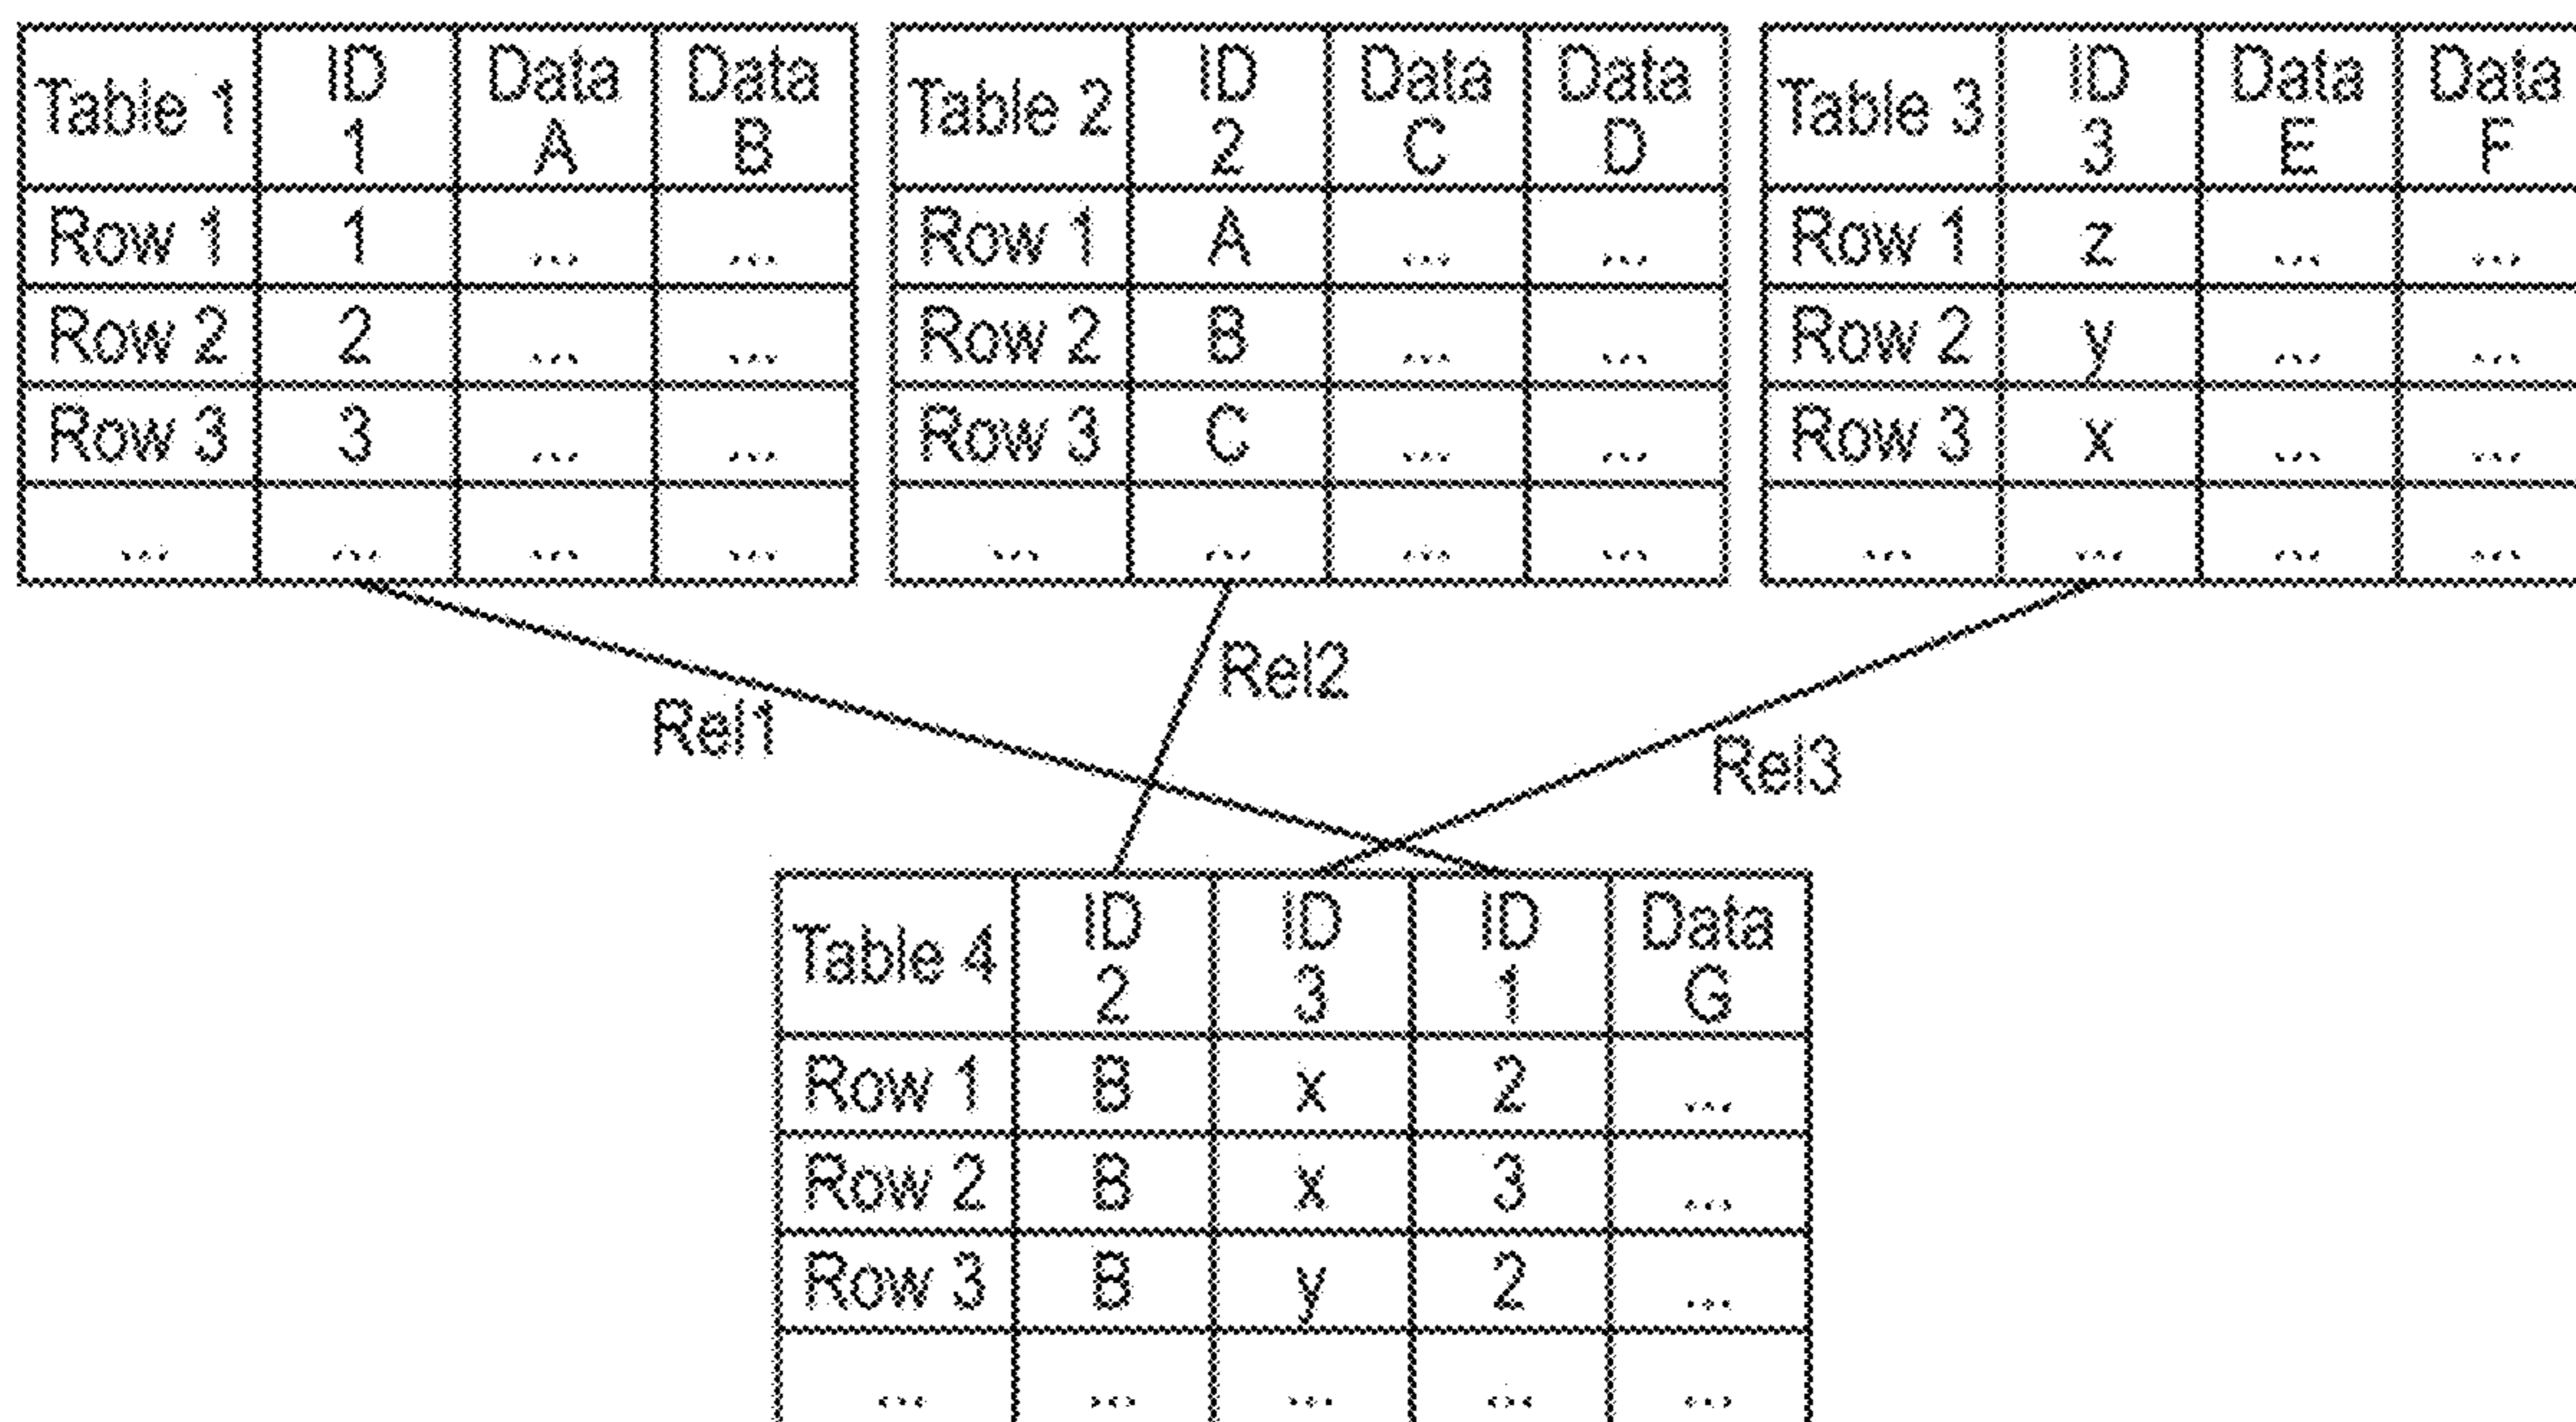 Table 1 ID 1 Data A Data B
Row 1 1 ... ...
Row 2 2 ... ...
Row 3 3 ... ...
... ... ... ...
Table 2 ID 2 Data C Data D
Row 1 A ... ...
Row 2 B ... ...
Row 3 C ... ...
... ... ... ...
Table 3 ID 3 Data E Data F
Row 1 z ... ...
Row 2 y ... ...
Row 3 x ... ...
... ... ... ...
Rel1
Rel2
Rel3
Table 4 ID 2 ID 3 ID 1 Data G
Row 1 B x 2 ...
Row 2 B x 3 ...
Row 3 B y 2 ...
... ... ... ... ...